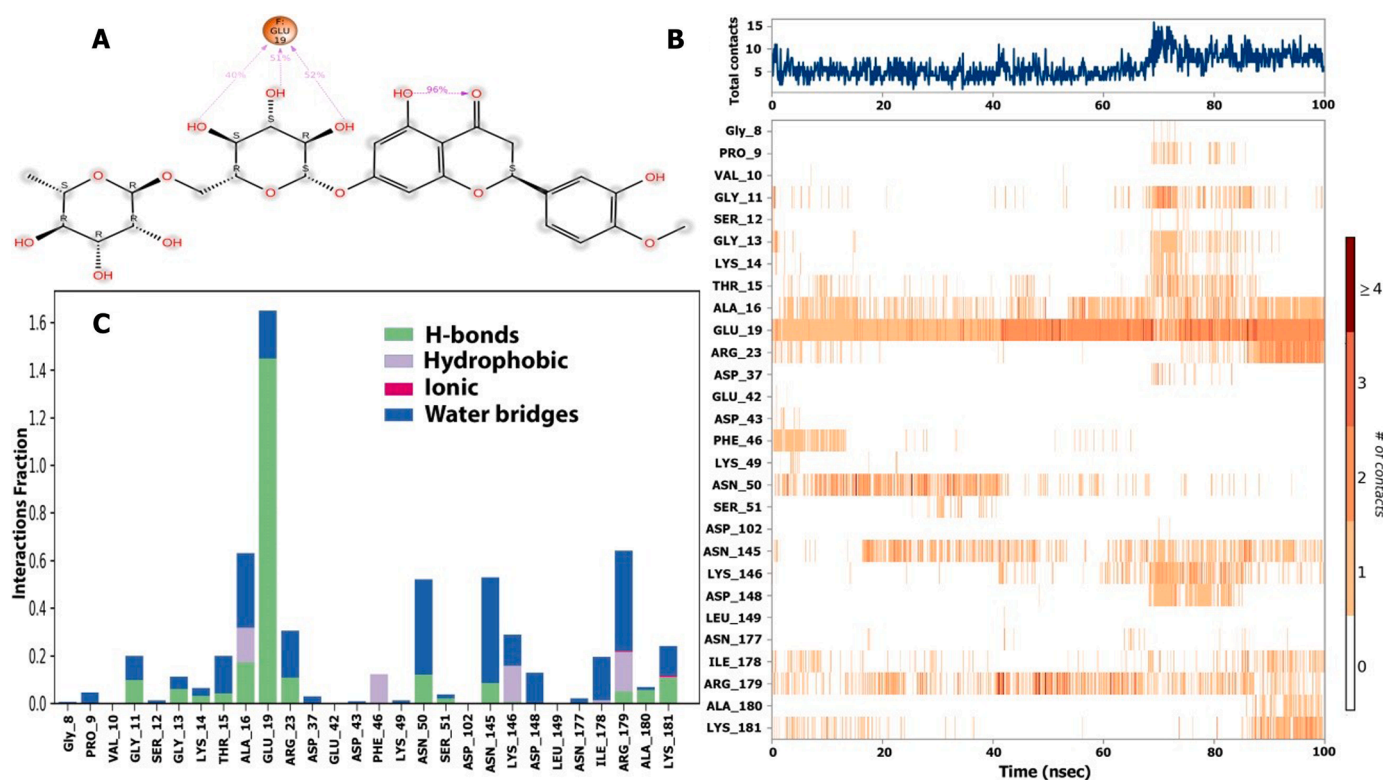 A
F:
GLU
19
40%
51%
52%
HO
OH
OH
HO
96%
O
S
S
R
R
S
O
O
O
O
O
S
OH
O
S
R
R
R
O
HO
OH
OH
B
Total contacts
15
10
5
0
20
40
60
80
100
Gly_8
PRO_9
VAL_10
GLY_11
SER_12
GLY_13
LYS_14
THR_15
ALA_16
GLU_19
ARG_23
ASP_37
GLU_42
ASP_43
PHE_46
LYS_49
ASN_50
SER_51
ASP_102
ASN_145
LYS_146
ASP_148
LEU_149
ASN_177
ILE_178
ARG_179
ALA_180
LYS_181
0
20
40
60
80
100
Time (nsec)
≥ 4
3
2
1
0
# of contacts
C
H-bonds
Hydrophobic
Ionic
Water bridges
Interactions Fraction
1.6
1.4
1.2
1.0
0.8
0.6
0.4
0.2
0.0
Gly_8
PRO_9
VAL_10
GLY_11
SER_12
GLY_13
LYS_14
THR_15
ALA_16
GLU_19
ARG_23
ASP_37
GLU_42
ASP_43
PHE_46
LYS_49
ASN_50
SER_51
ASP_102
ASN_145
LYS_146
ASP_148
LEU_149
ASN_177
ILE_178
ARG_179
ALA_180
LYS_181